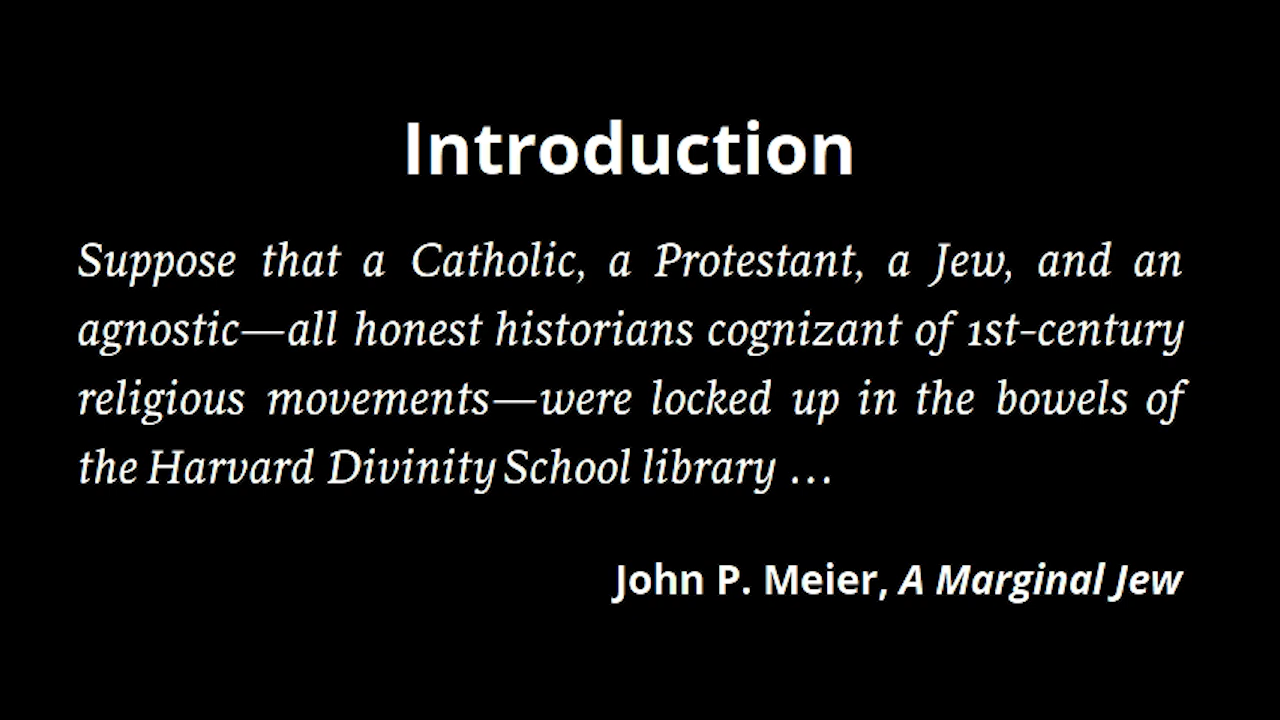 Introduction
Suppose that a Catholic, a Protestant, a Jew, and an
agnostic—all honest historians cognizant of 1st-century
religious movements—were locked up in the bowels of
the Harvard Divinity School library …
John P. Meier, A Marginal Jew